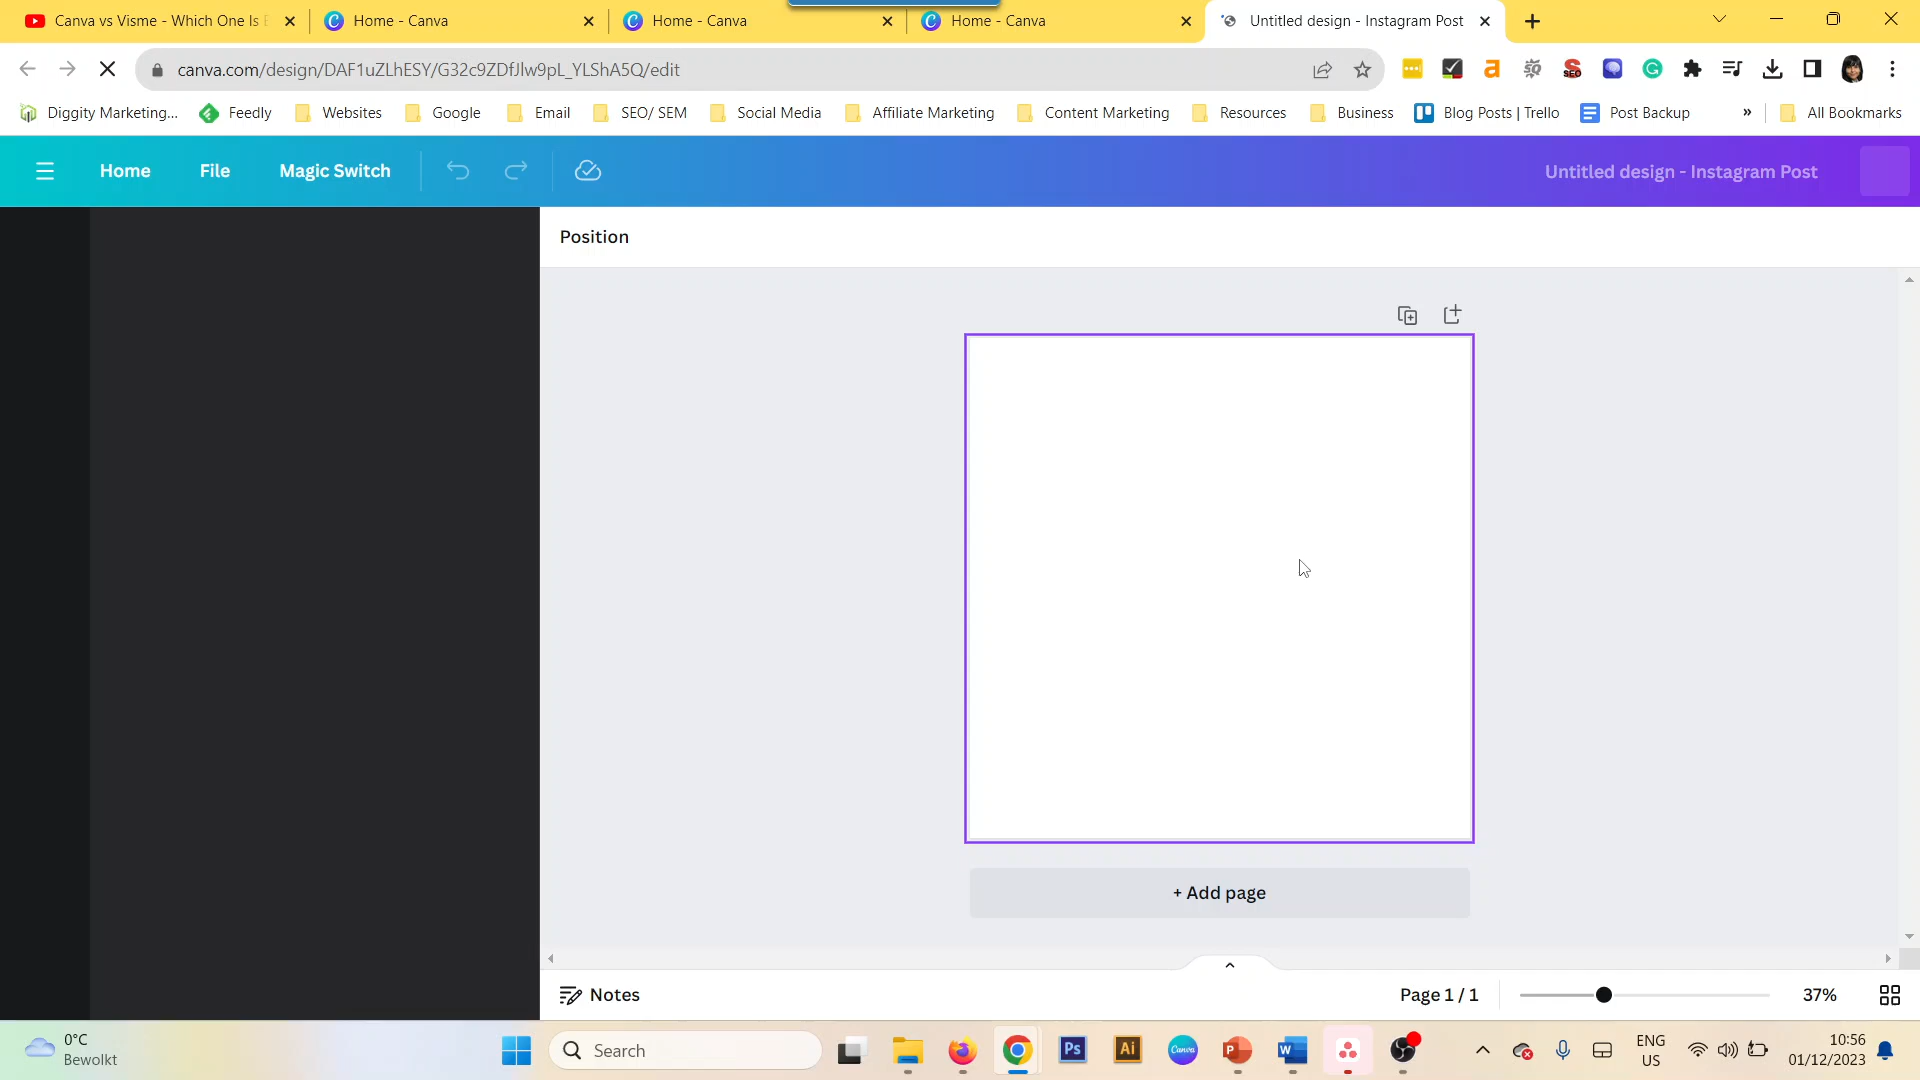 Canva vs Visme - Which One Is
Home - Canva
Home - Canva
Home - Canva
Untitled design - Instagram Post
canva.com/design/DAF1uZLhESY/G32c9ZDfJlw9pL_YLShA5Q/edit
Diggity Marketing...
Feedly
Websites
Google
Email
SEO/ SEM
Social Media
Affiliate Marketing
Content Marketing
Resources
Business
Blog Posts | Trello
Post Backup
»
All Bookmarks
Home
File
Magic Switch
Untitled design - Instagram Post
Position
+ Add page
Notes
Page 1 / 1
37%
0°C
Bewolkt
Search
Ps
Ai
Canva
P
W
ENG
US
10:56
01/12/2023